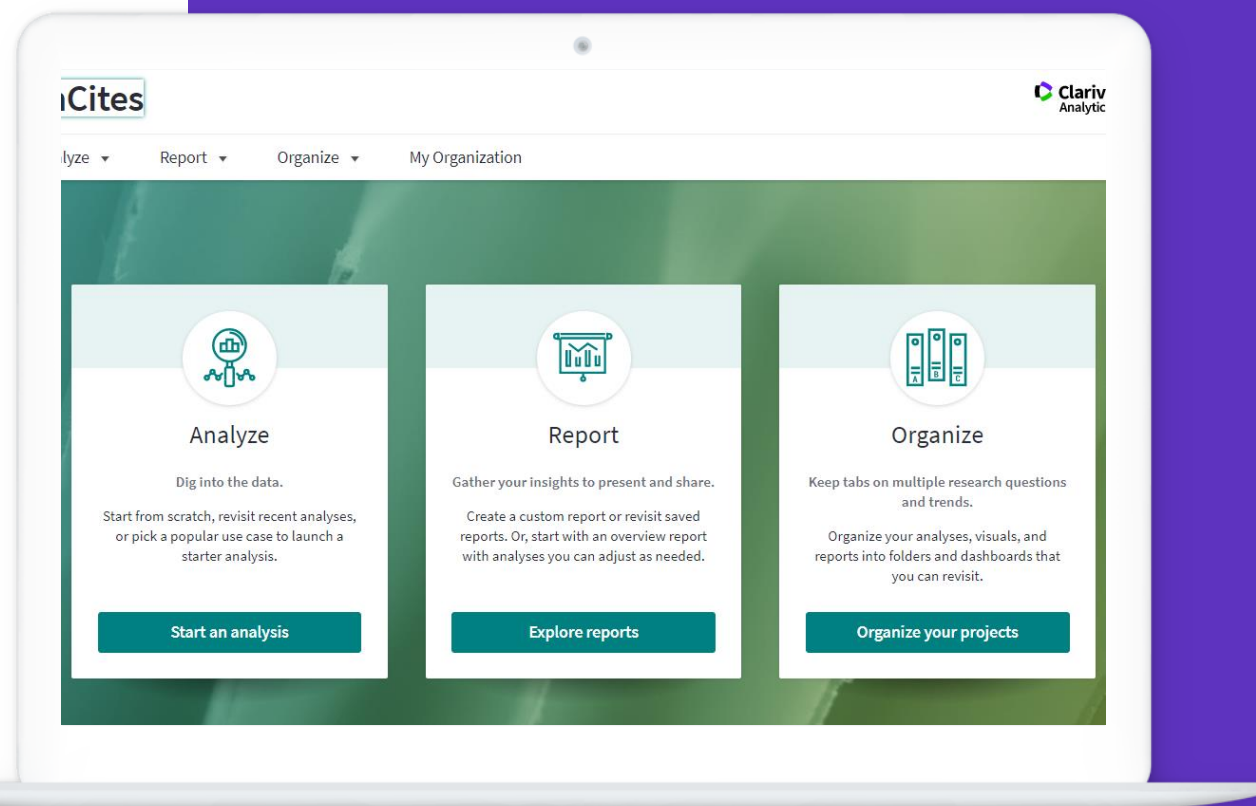 nCites
Clariv
Analytic
lyze
Report
Organize
My Organization
Analyze
Dig into the data.
Start from scratch, revisit recent analyses,
or pick a popular use case to launch a
starter analysis.
Start an analysis
Report
Gather your insights to present and share.
Create a custom report or revisit saved
reports. Or, start with an overview report
with analyses you can adjust as needed.
Explore reports
A B C
Organize
Keep tabs on multiple research questions
and trends.
Organize your analyses, visuals, and
reports into folders and dashboards that
you can revisit.
Organize your projects